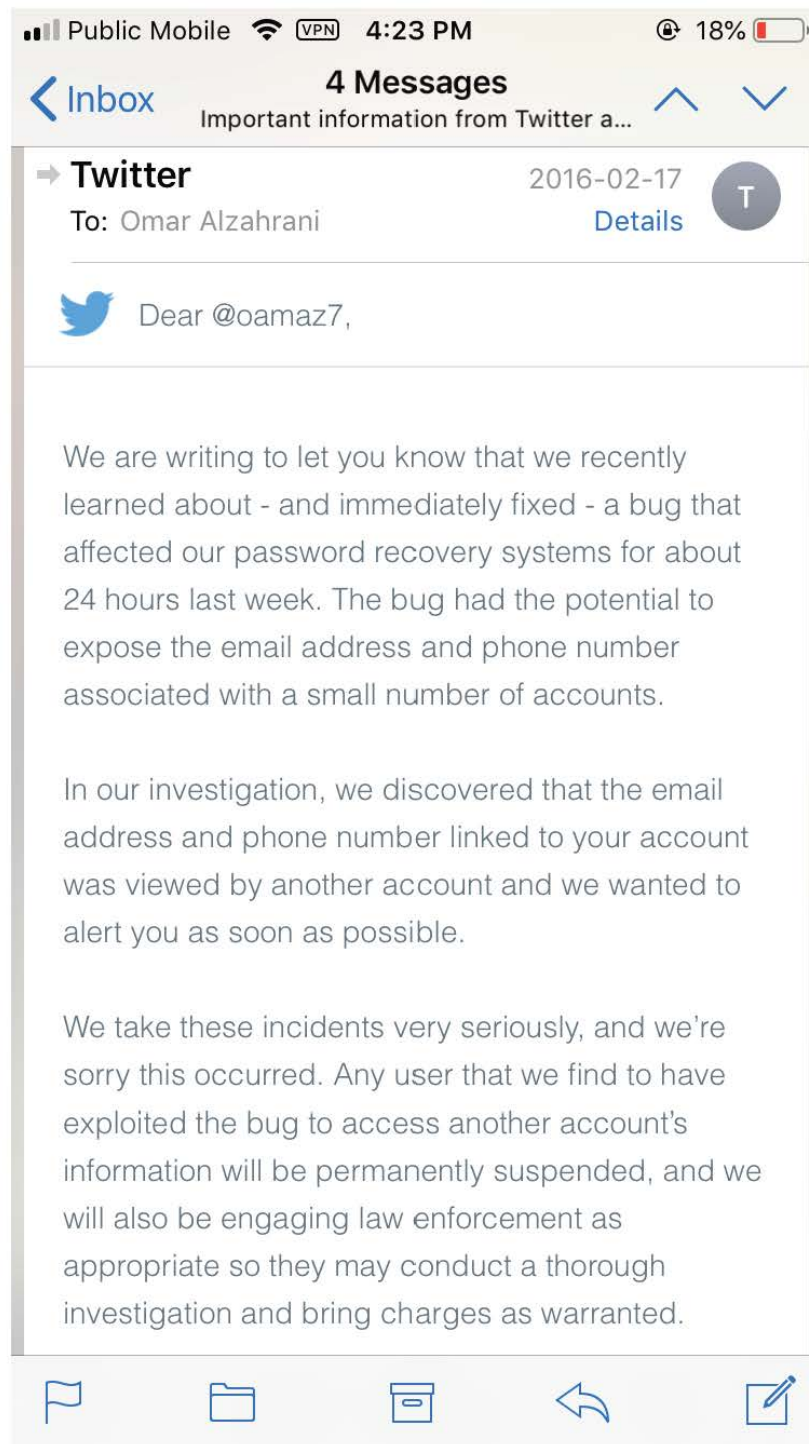 Public Mobile VPN 4:23 PM 18%
Inbox
4 Messages
Important information from Twitter a...
Twitter 2016-02-17
T
To: Omar Alzahrani Details
Dear @oamaz7,
We are writing to let you know that we recently
learned about - and immediately fixed - a bug that
affected our password recovery systems for about
24 hours last week. The bug had the potential to
expose the email address and phone number
associated with a small number of accounts.
In our investigation, we discovered that the email
address and phone number linked to your account
was viewed by another account and we wanted to
alert you as soon as possible.
We take these incidents very seriously, and we're
sorry this occurred. Any user that we find to have
exploited the bug to access another account's
information will be permanently suspended, and we
will also be engaging law enforcement as
appropriate so they may conduct a thorough
investigation and bring charges as warranted.